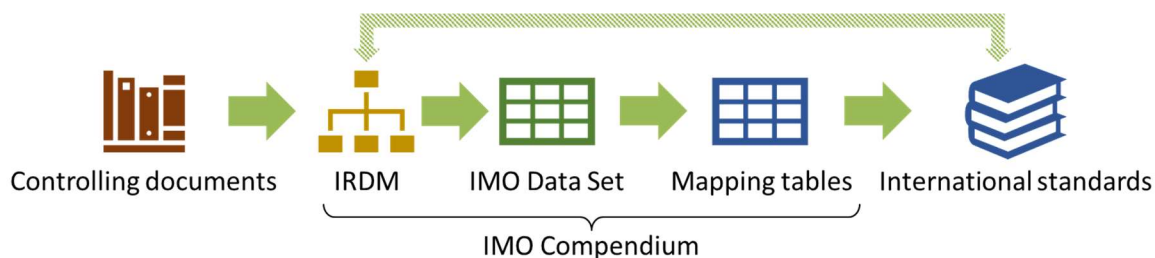 Controlling documents
IRDM
IMO Data Set
Mapping tables
International standards
IMO Compendium